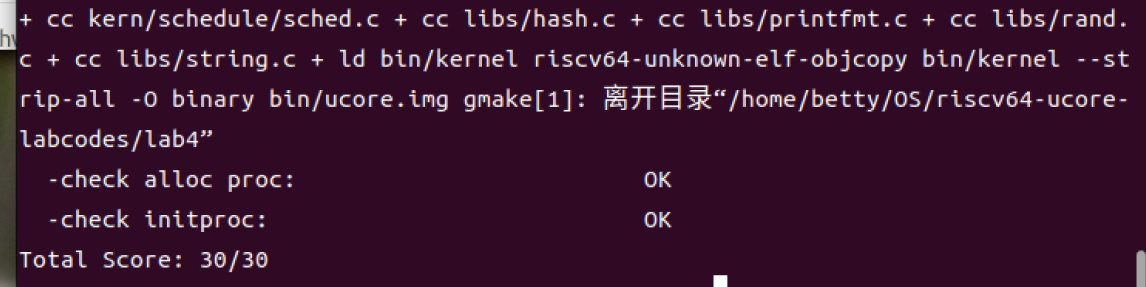 + cc kern/schedule/sched.c + cc libs/hash.c + cc libs/printfmt.c + cc libs/rand.
c + cc libs/string.c + ld bin/kernel riscv64-unknown-elf-objcopy bin/kernel --st
rip-all -O binary bin/ucore.img gmake[1]: 离开目录“/home/betty/OS/riscv64-ucore-
labcodes/lab4”
  -check alloc proc:                         OK
  -check initproc:                           OK
Total Score: 30/30